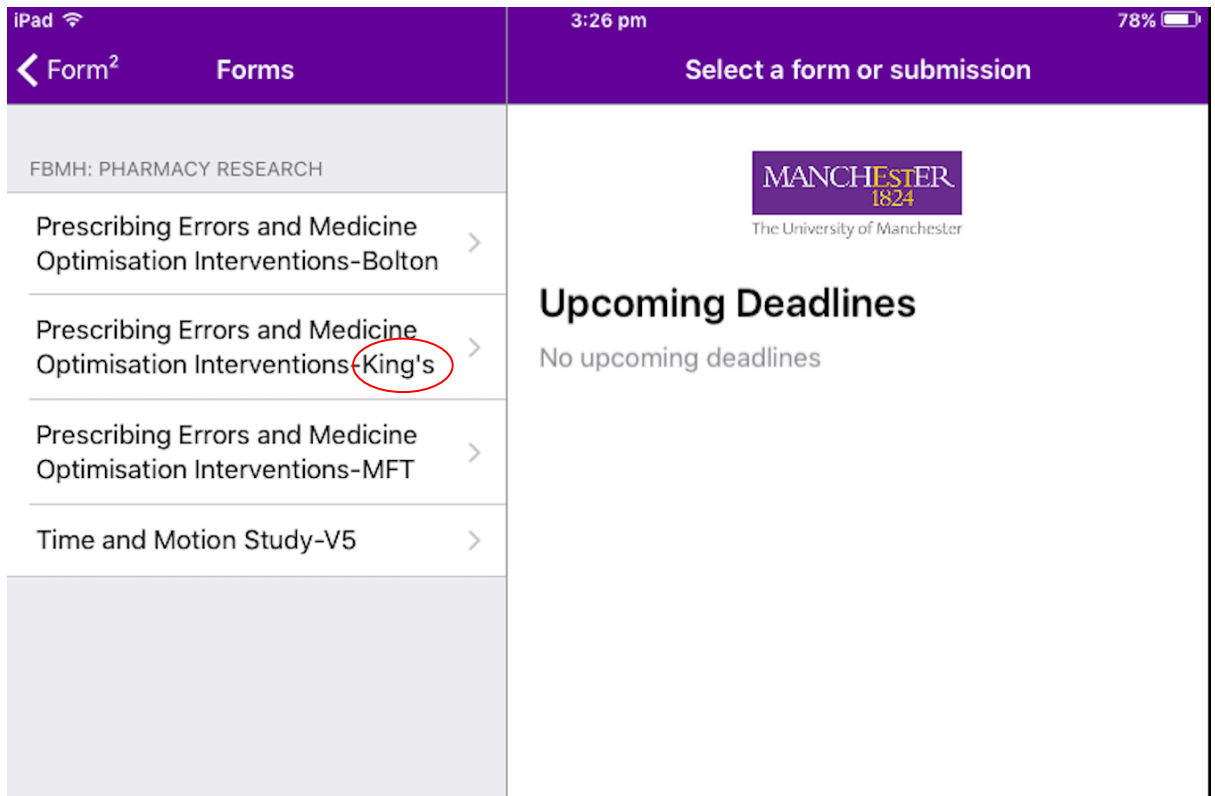 iPad 3:26 pm 78%
Form² Forms
Select a form or submission
FBMH: PHARMACY RESEARCH
Prescribing Errors and Medicine
Optimisation Interventions-Bolton
Prescribing Errors and Medicine
Optimisation Interventions-King's
Prescribing Errors and Medicine
Optimisation Interventions-MFT
Time and Motion Study-V5
MANCHESTER
1824
The University of Manchester
Upcoming Deadlines
No upcoming deadlines